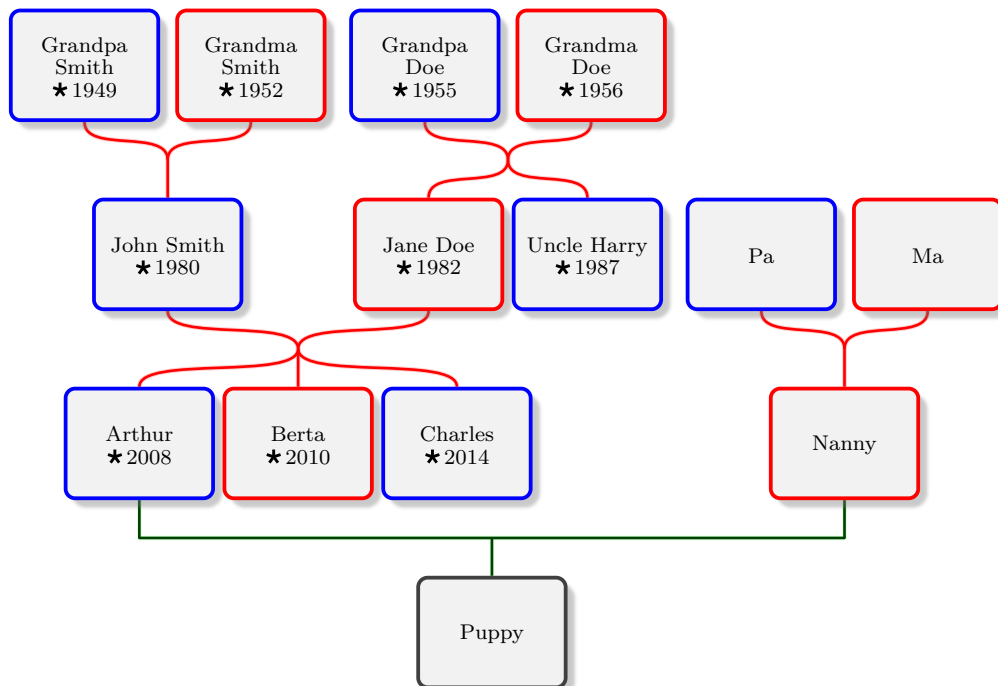 Grandpa
Smith
★1949
Grandma
Smith
★1952
Grandpa
Doe
★1955
Grandma
Doe
★1956
John Smith
★1980
Jane Doe
★1982
Uncle Harry
★1987
Pa
Ma
Arthur
★2008
Berta
★2010
Charles
★2014
Nanny
Puppy